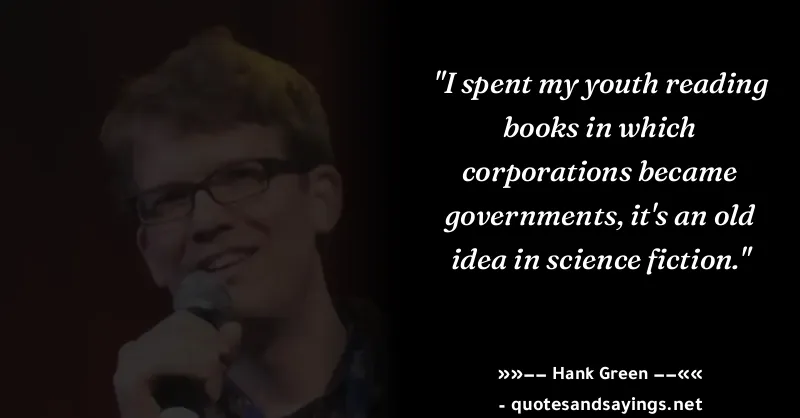 "I spent my youth reading
books in which
corporations became
governments, it's an old
idea in science fiction."
»»–– Hank Green ––««
- quotesandsayings.net